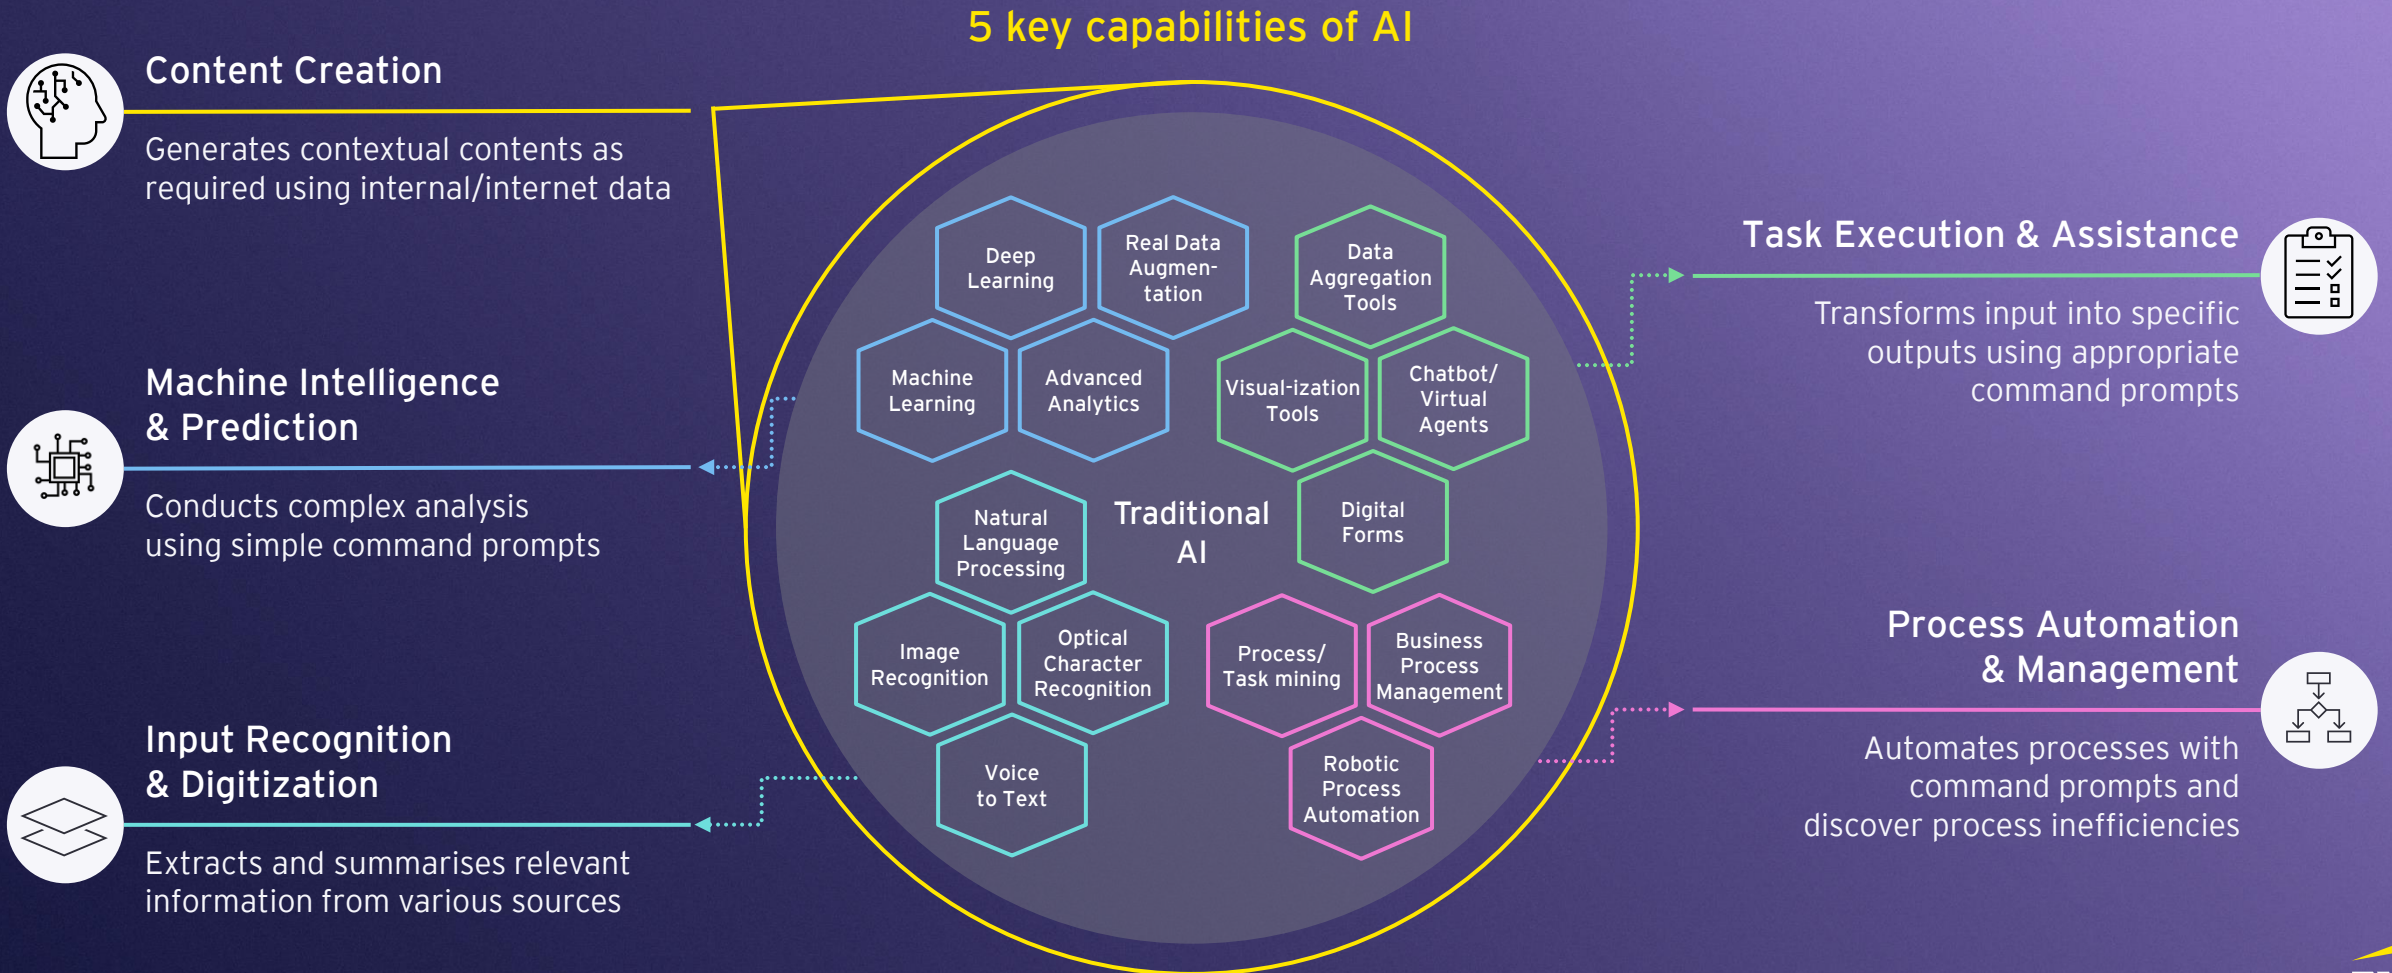 5 key capabilities of AI
Content Creation
Generates contextual contents as
required using internal/internet data
Machine Intelligence
& Prediction
Conducts complex analysis
using simple command prompts
Input Recognition
& Digitization
Extracts and summarises relevant
information from various sources
Deep
Learning
Real Data
Augmen-
tation
Machine
Learning
Advanced
Analytics
Data
Aggregation
Tools
Visual-ization
Tools
Chatbot/
Virtual
Agents
Digital
Forms
Traditional
AI
Natural
Language
Processing
Image
Recognition
Optical
Character
Recognition
Voice
to Text
Process/
Task mining
Business
Process
Management
Robotic
Process
Automation
Task Execution & Assistance
Transforms input into specific
outputs using appropriate
command prompts
Process Automation
& Management
Automates processes with
command prompts and
discover process inefficiencies